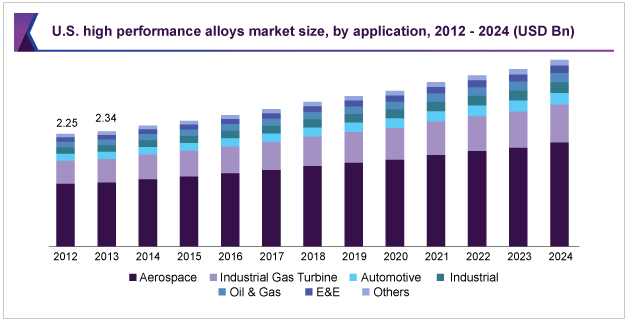 U.S. high performance alloys market size, by application, 2012 - 2024 (USD Bn)
2.25
2.34
2012 2013 2014 2015 2016 2017 2018 2019 2020 2021 2022 2023 2024
Aerospace Industrial Gas Turbine Automotive Industrial
Oil & Gas E&E Others